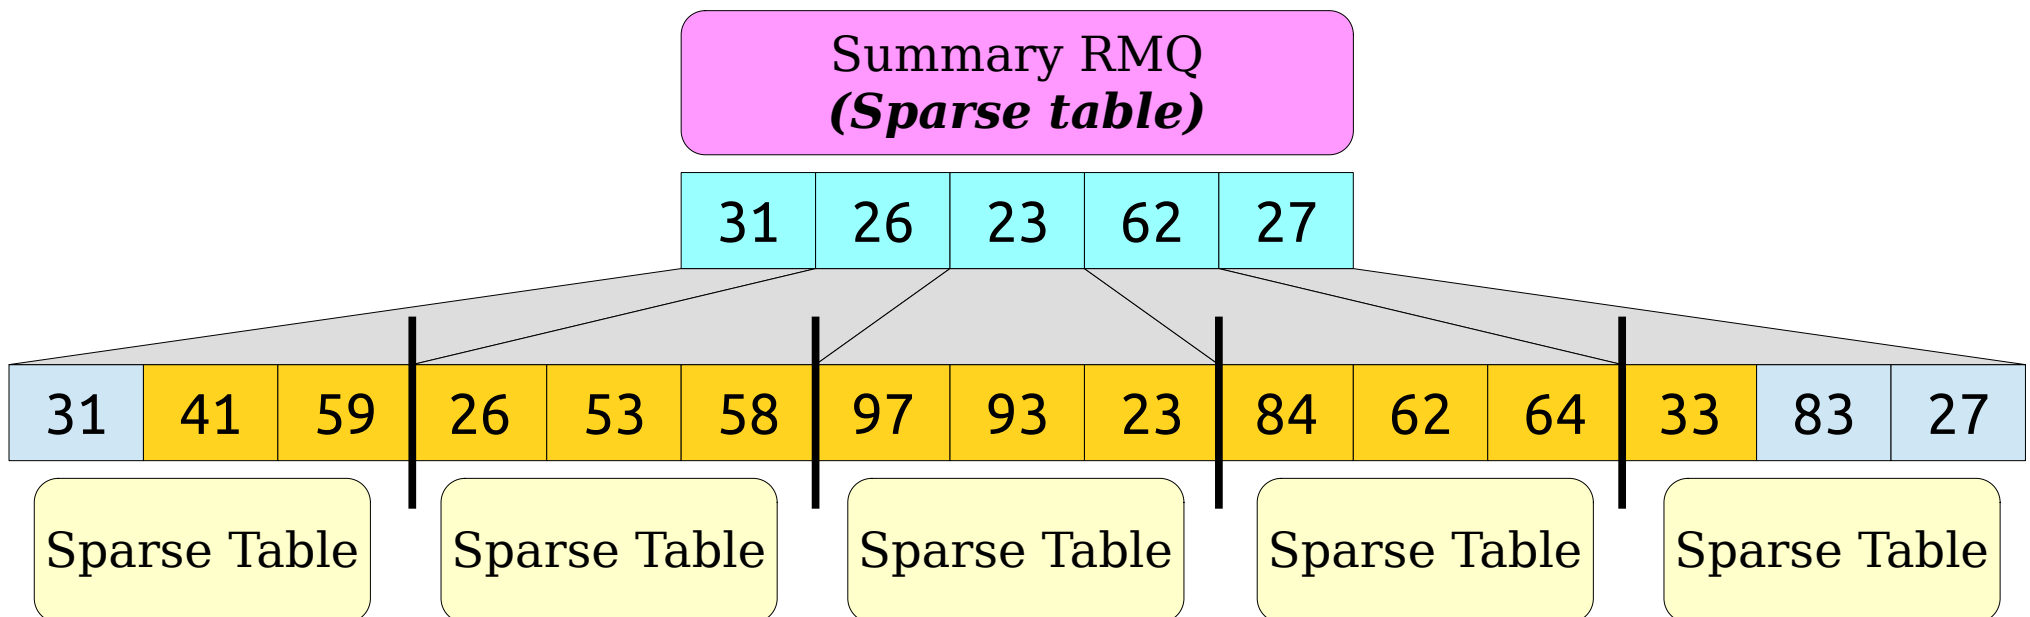 Summary RMQ
(Sparse table)
31 26 23 62 27
31 41 59 26 53 58 97 93 23 84 62 64 33 83 27
Sparse Table Sparse Table Sparse Table Sparse Table Sparse Table